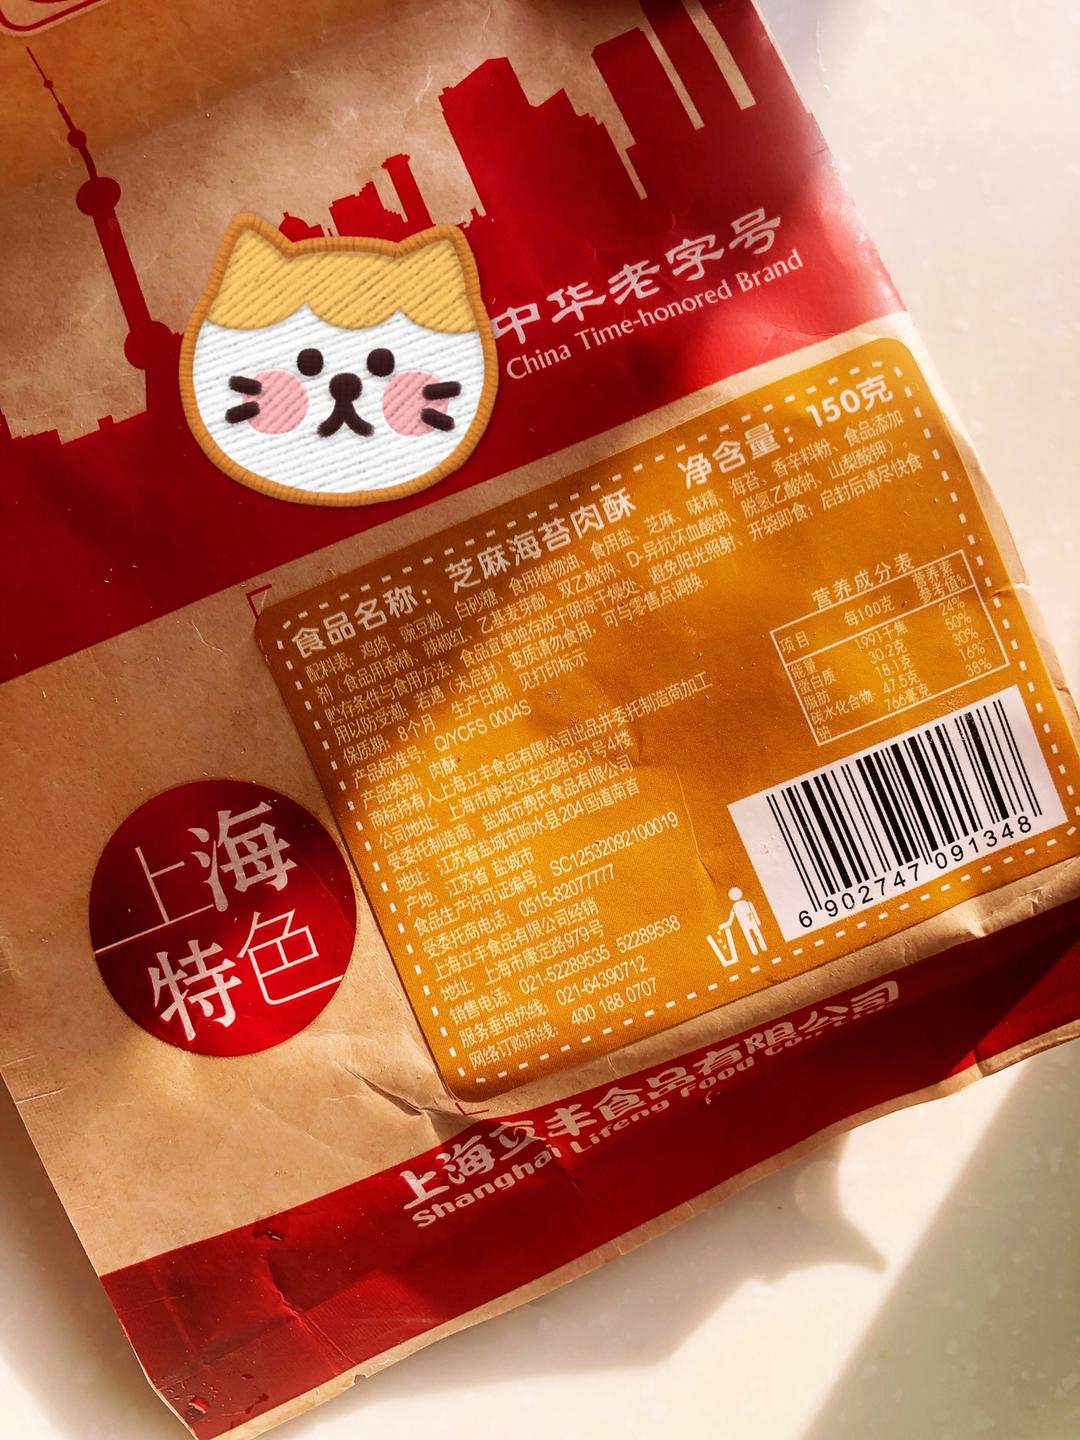 中华老字号
China Time-honored Brand
食品名称：芝麻海苔肉酥 净含量：150克
配料表：鸡肉、豌豆粉、白砂糖、食用植物油、食用盐、芝麻、味精、海苔、香辛料粉、食品添加
剂（食品用香精、辣椒红、乙基麦芽酚、双乙酸钠、D-异抗坏血酸钠、脱氢乙酸钠、山梨酸钾）
贮存条件与食用方法：食品宜单独存放于阴凉干燥处、避免阳光照射、开袋即食；启封后请尽快食
用以防受潮，若遇（未启封）变质请勿食用，可与零售点调换。
保质期：8个月 生产日期：见打印标示
产品标准号：Q/YCFS 0004S
产品类别：肉酥
商标持有人上海立丰食品有限公司出品并委托制造商加工
公司地址：上海市静安区安远路531号4楼
受委托制造商：盐城市费氏食品有限公司
地址：江苏省盐城市响水县204国道南首
产地：江苏省 盐城市
食品生产许可证编号：SC12532092100019
受委托商电话：0515-82077777
上海立丰食品有限公司经销
地址：上海市康定路979号
销售电话：021-52289535 52289538
服务垂询热线：021-64390712
网络订购热线：400 188 0707
营养成分表
项目 每100克 营养素参考值%
能量 1991千焦 24%
蛋白质 30.2克 50%
脂肪 18.1克 30%
碳水化合物 47.5克 16%
钠 766毫克 38%
6 902747 091348
上海
特色
上海立丰食品有限公司
Shanghai Lifeng Food Co., Ltd.